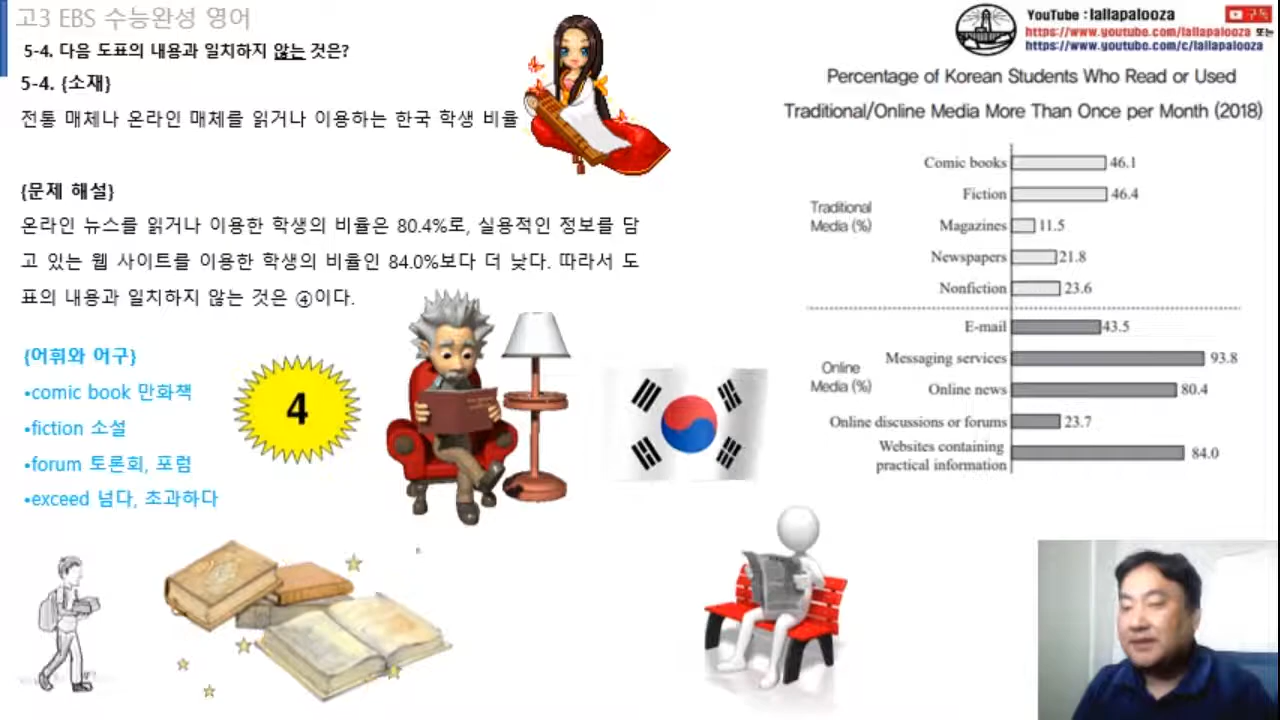 고3 EBS 수능완성 영어
5-4. 다음 도표의 내용과 일치하지 않는 것은?
5-4. {소재}
전통 매체나 온라인 매체를 읽거나 이용하는 한국 학생 비율
{문제 해설}
온라인 뉴스를 읽거나 이용한 학생의 비율은 80.4%로, 실용적인 정보를 담
고 있는 웹 사이트를 이용한 학생의 비율인 84.0%보다 더 낮다. 따라서 도
표의 내용과 일치하지 않는 것은 ④이다.
{어휘와 어구}
•comic book 만화책
•fiction 소설
•forum 토론회, 포럼
•exceed 넘다, 초과하다
4
YouTube : lallapalooza
구독
https://www.youtube.com/lallapalooza 또는
https://www.youtube.com/c/lallapalooza
Percentage of Korean Students Who Read or Used
Traditional/Online Media More Than Once per Month (2018)
Traditional
Media (%)
Comic books 46.1
Fiction 46.4
Magazines 11.5
Newspapers 21.8
Nonfiction 23.6
Online
Media (%)
E-mail 43.5
Messaging services 93.8
Online news 80.4
Online discussions or forums 23.7
Websites containing
practical information 84.0